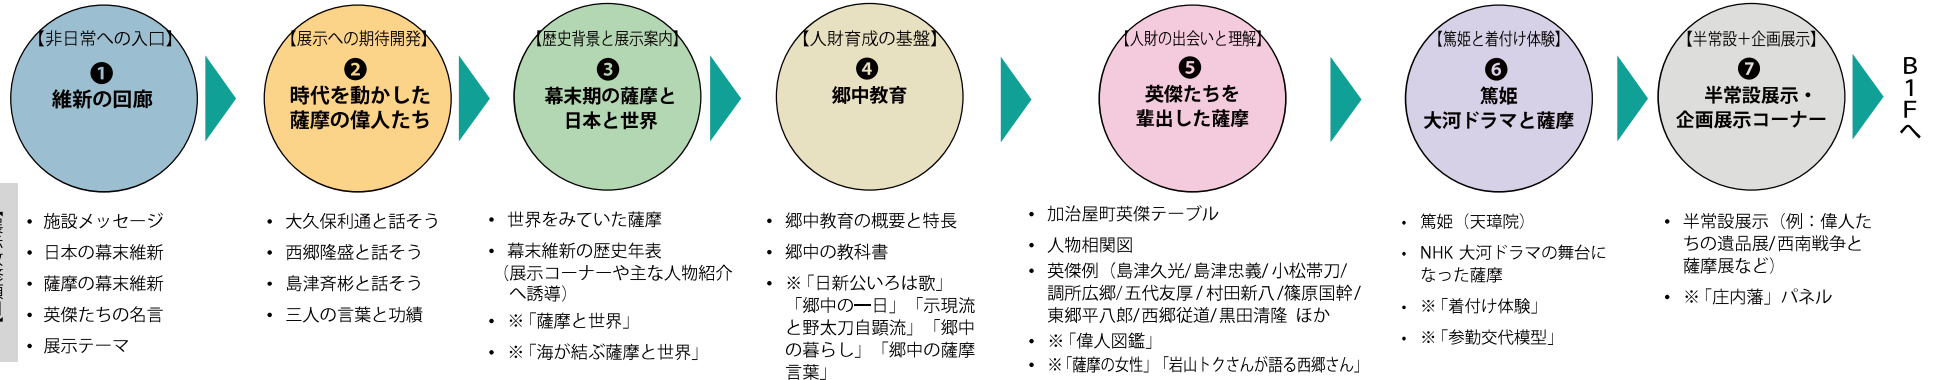 【非日常への入口】
❶
維新の回廊
• 施設メッセージ
• 日本の幕末維新
• 薩摩の幕末維新
• 英傑たちの名言
• 展示テーマ
【展示への期待開発】
❷
時代を動かした
薩摩の偉人たち
• 大久保利通と話そう
• 西郷隆盛と話そう
• 島津斉彬と話そう
• 三人の言葉と功績
【歴史背景と展示案内】
❸
幕末期の薩摩と
日本と世界
• 世界をみていた薩摩
• 幕末維新の歴史年表
（展示コーナーや主な人物紹介
へ誘導）
• ※「薩摩と世界」
• ※「海が結ぶ薩摩と世界」
【人財育成の基盤】
❹
郷中教育
• 郷中教育の概要と特長
• 郷中の教科書
• ※「日新公いろは歌」
「郷中の一日」「示現流
と野太刀自顕流」「郷中
の暮らし」「郷中の薩摩
言葉」
【人財の出会いと理解】
❺
英傑たちを
輩出した薩摩
• 加治屋町英傑テーブル
• 人物相関図
• 英傑例（島津久光/島津忠義/小松帯刀/
調所広郷/五代友厚/村田新八/篠原国幹/
東郷平八郎/西郷従道/黒田清隆 ほか
• ※「偉人図鑑」
• ※「薩摩の女性」「岩山トクさんが語る西郷さん」
【篤姫と着付け体験】
❻
篤姫
大河ドラマと薩摩
• 篤姫（天璋院）
• NHK 大河ドラマの舞台に
なった薩摩
• ※「着付け体験」
• ※「参勤交代模型」
【半常設＋企画展示】
❼
半常設展示・
企画展示コーナー
• 半常設展示（例：偉人た
ちの遺品展/西南戦争と
薩摩展など）
• ※「庄内藩」パネル
B1Fへ